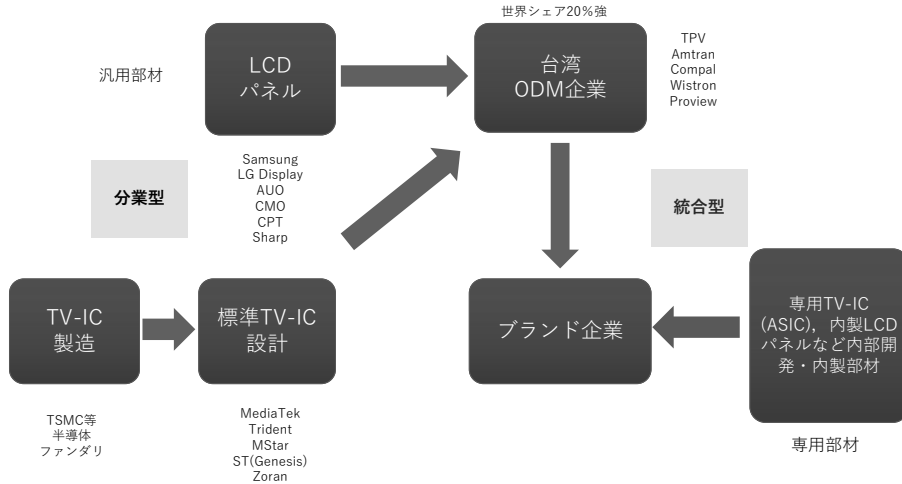 世界シェア20％強
汎用部材
LCD
パネル
台湾
ODM企業
TPV
Amtran
Compal
Wistron
Proview
分業型
Samsung
LG Display
AUO
CMO
CPT
Sharp
統合型
TV-IC
製造
標準TV-IC
設計
ブランド企業
専用TV-IC
(ASIC)，内製LCD
パネルなど内部開
発・内製部材
TSMC等
半導体
ファンダリ
MediaTek
Trident
MStar
ST(Genesis)
Zoran
専用部材